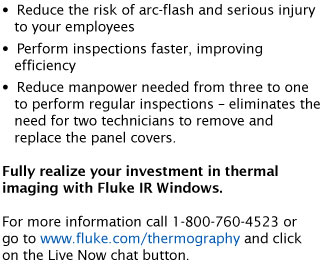 • Reduce the risk of arc-flash and serious injury
to your employees
• Perform inspections faster, improving
efficiency
• Reduce manpower needed from three to one
to perform regular inspections – eliminates the
need for two technicians to remove and
replace the panel covers.
Fully realize your investment in thermal
imaging with Fluke IR Windows.
For more information call 1-800-760-4523 or
go to www.fluke.com/thermography and click
on the Live Now chat button.